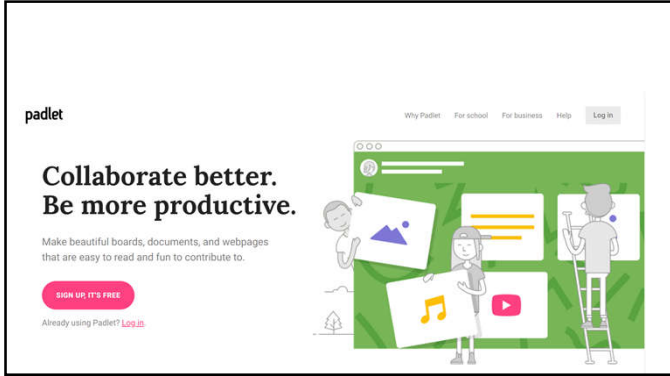 padlet
Why Padlet For school For business Help Log in
Collaborate better.
Be more productive.
Make beautiful boards, documents, and webpages
that are easy to read and fun to contribute to.
SIGN UP, IT'S FREE
Already using Padlet? Log in.